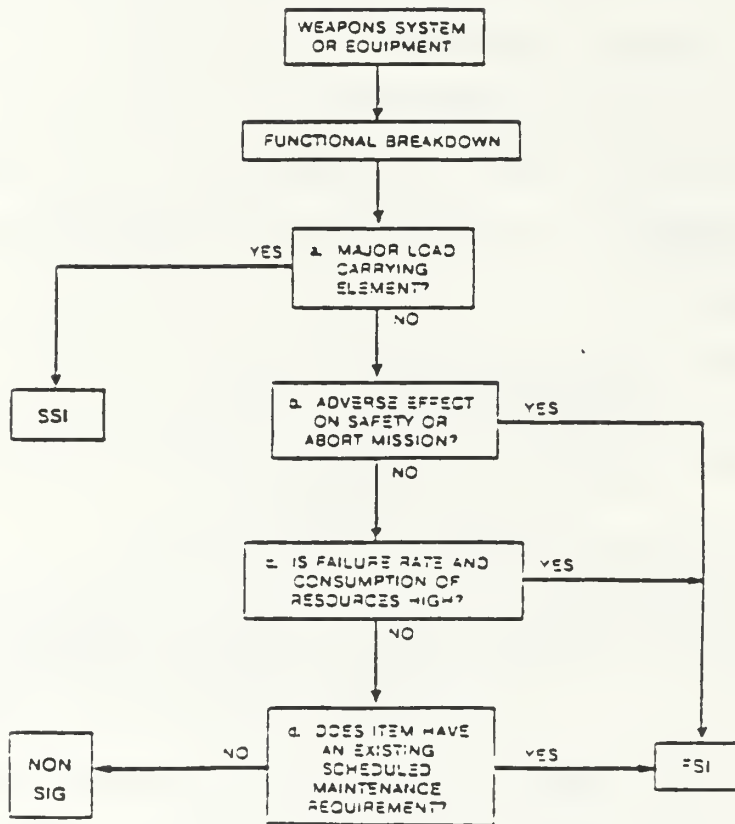 WEAPONS SYSTEM
OR EQUIPMENT
FUNCTIONAL BREAKDOWN
YES
a. MAJOR LOAD
CARRYING
ELEMENT?
NO
SSI
b. ADVERSE EFFECT
ON SAFETY OR
ABORT MISSION?
YES
NO
c. IS FAILURE RATE AND
CONSUMPTION OF
RESOURCES HIGH?
YES
NO
NON
SIG
NO
d. DOES ITEM HAVE
AN EXISTING
SCHEDULED
MAINTENANCE
REQUIREMENT?
YES
FSI